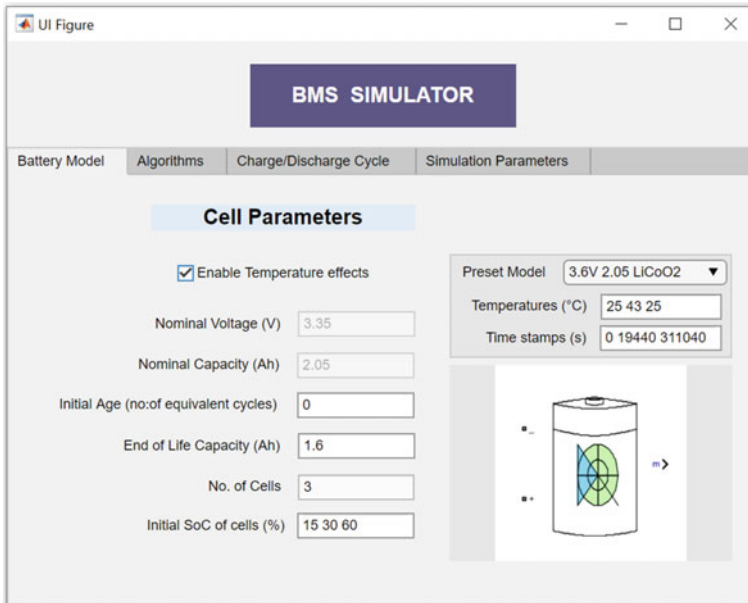 UI Figure
BMS SIMULATOR
Battery Model Algorithms Charge/Discharge Cycle Simulation Parameters
Cell Parameters
Enable Temperature effects
Nominal Voltage (V) 3.35
Nominal Capacity (Ah) 2.05
Initial Age (no:of equivalent cycles) 0
End of Life Capacity (Ah) 1.6
No. of Cells 3
Initial SoC of cells (%) 15 30 60
Preset Model 3.6V 2.05 LiCoO2
Temperatures (°C) 25 43 25
Time stamps (s) 0 19440 311040
_
m
+